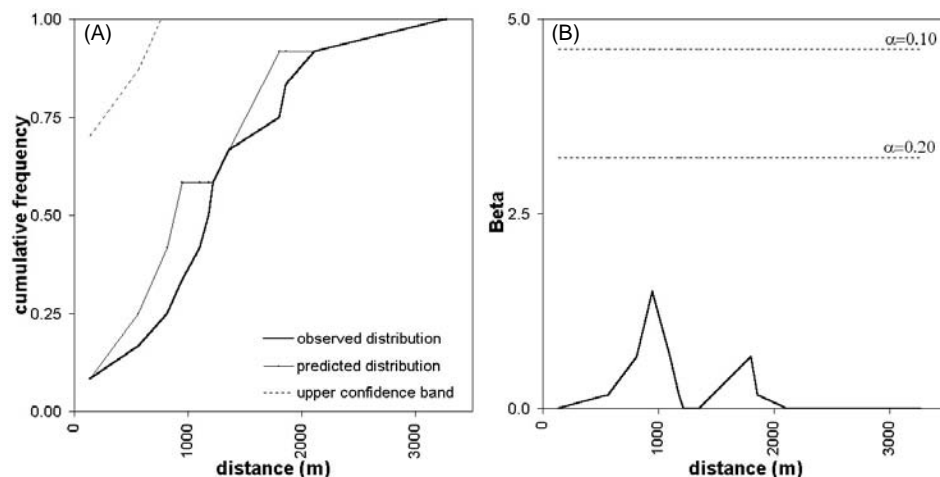 (A)
1.00
0.75
0.50
0.25
0.00
cumulative frequency
observed distribution
predicted distribution
upper confidence band
0
1000
2000
3000
distance (m)
(B)
5.0
2.5
0.0
Beta
α=0.10
α=0.20
0
1000
2000
3000
distance (m)